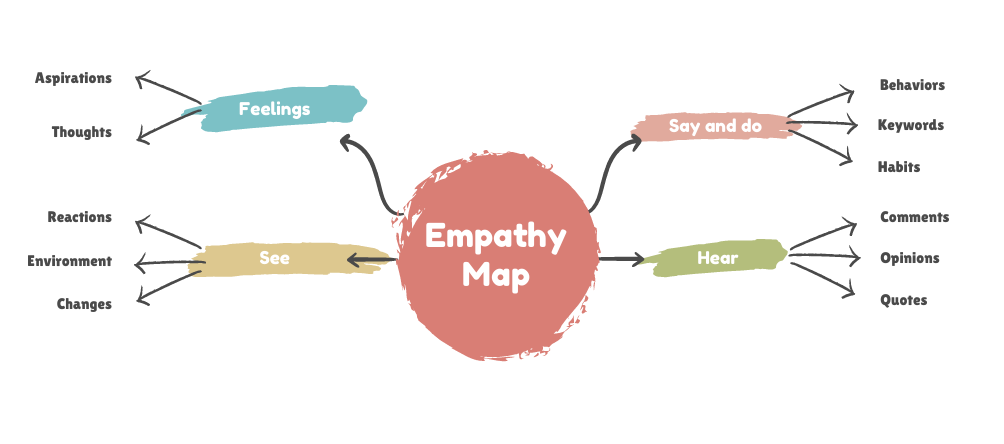 Aspirations
Feelings
Thoughts
Reactions
See
Environment
Changes
Empathy
Map
Say and do
Behaviors
Keywords
Habits
Hear
Comments
Opinions
Quotes